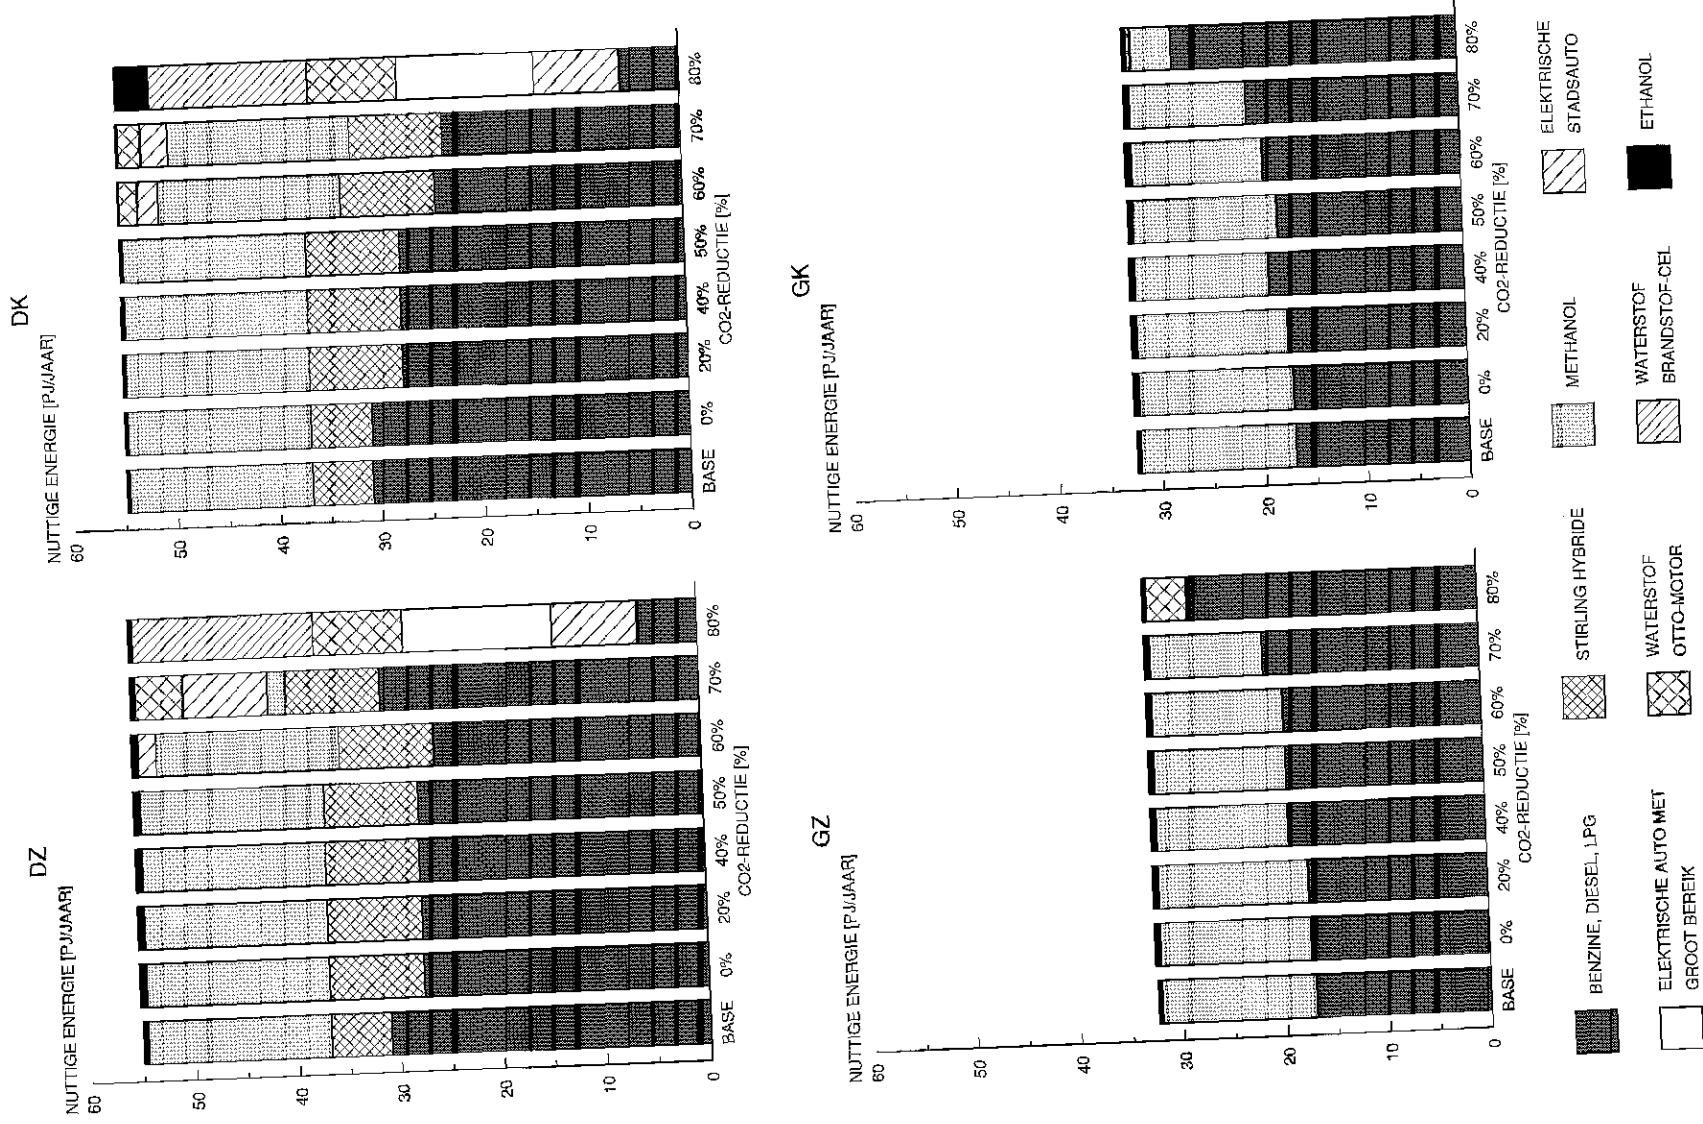 DZ
NUTTIGE ENERGIE [PJ/JAAR]
60
50
40
30
20
10
0
BASE 0% 20% 40% 50% 60% 70% 80%
CO2-REDUCTIE [%]
DK
NUTTIGE ENERGIE [PJ/JAAR]
60
50
40
30
20
10
0
BASE 0% 20% 40% 50% 60% 70% 80%
CO2-REDUCTIE [%]
GZ
NUTTIGE ENERGIE [PJ/JAAR]
60
50
40
30
20
10
0
BASE 0% 20% 40% 50% 60% 70% 80%
CO2-REDUCTIE [%]
GK
NUTTIGE ENERGIE [PJ/JAAR]
60
50
40
30
20
10
0
BASE 0% 20% 40% 50% 60% 70% 80%
CO2-REDUCTIE [%]
BENZINE, DIESEL, LPG
STIRLING HYBRIDE
METHANOL
ELEKTRISCHE
STADSAUTO
ELEKTRISCHE AUTO MET
GROOT BEREIK
WATERSTOF
OTTO-MOTOR
WATERSTOF
BRANDSTOF-CEL
ETHANOL